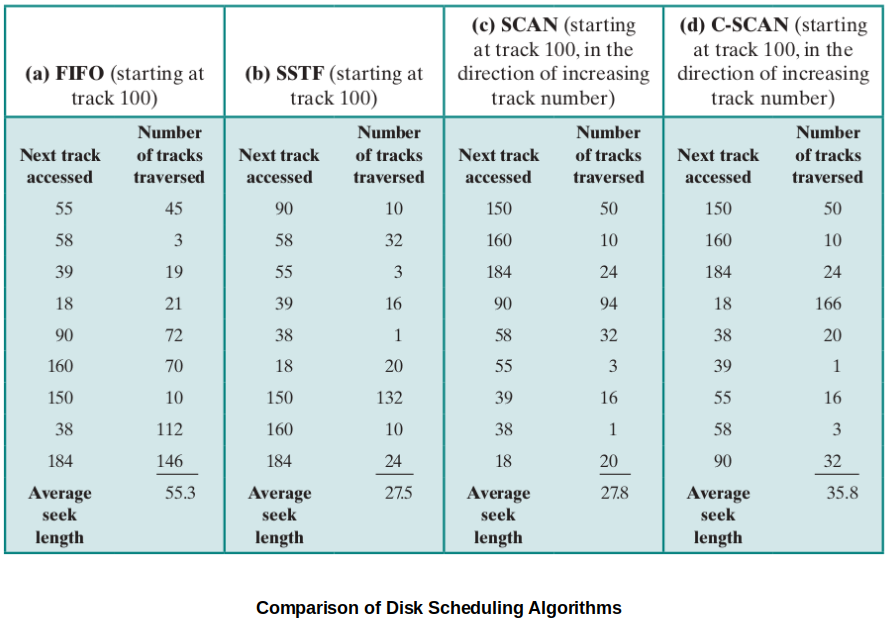 (a) FIFO (starting at
track 100)
(b) SSTF (starting at
track 100)
(c) SCAN (starting
at track 100, in the
direction of increasing
track number)
(d) C-SCAN (starting
at track 100, in the
direction of increasing
track number)
Next track accessed Number of tracks traversed Next track accessed Number of tracks traversed Next track accessed Number of tracks traversed Next track accessed Number of tracks traversed
55 45 90 10 150 50 150 50
58 3 58 32 160 10 160 10
39 19 55 3 184 24 184 24
18 21 39 16 90 94 18 166
90 72 38 1 58 32 38 20
160 70 18 20 55 3 39 1
150 10 150 132 39 16 55 16
38 112 160 10 38 1 58 3
184 146 184 24 18 20 90 32
Average seek length 55.3 Average seek length 27.5 Average seek length 27.8 Average seek length 35.8
Comparison of Disk Scheduling Algorithms